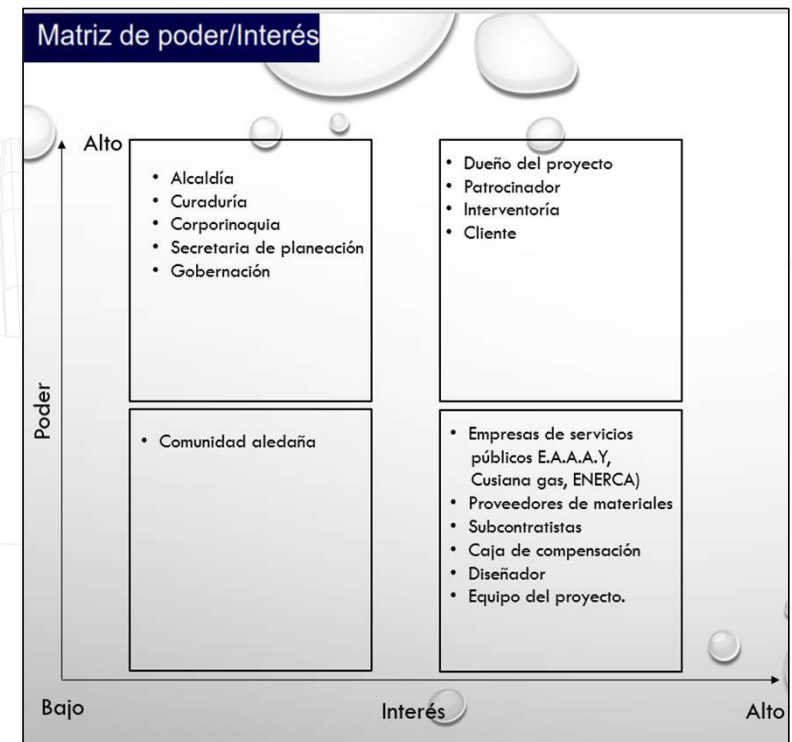 Matriz de poder/Interés
Alto
• Alcaldía
• Curaduría
• Corporinoquia
• Secretaria de planeación
• Gobernación
• Dueño del proyecto
• Patrocinador
• Interventoría
• Cliente
Poder
• Comunidad aledaña
• Empresas de servicios
públicos E.A.A.A.Y,
Cusiana gas, ENERCA)
• Proveedores de materiales
• Subcontratistas
• Caja de compensación
• Diseñador
• Equipo del proyecto.
Bajo
Interés
Alto